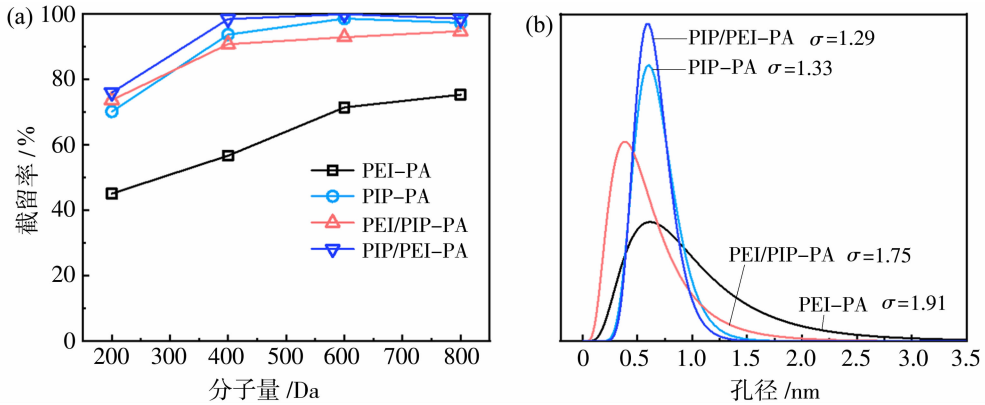 (a)
100
80
60
40
20
0
截留率/%
200 300 400 500 600 700 800
分子量/Da
PEI-PA
PIP-PA
PEI/PIP-PA
PIP/PEI-PA
(b)
PIP/PEI-PA σ=1.29
PIP-PA σ=1.33
PEI/PIP-PA σ=1.75
PEI-PA σ=1.91
0 0.5 1.0 1.5 2.0 2.5 3.0 3.5
孔径/nm